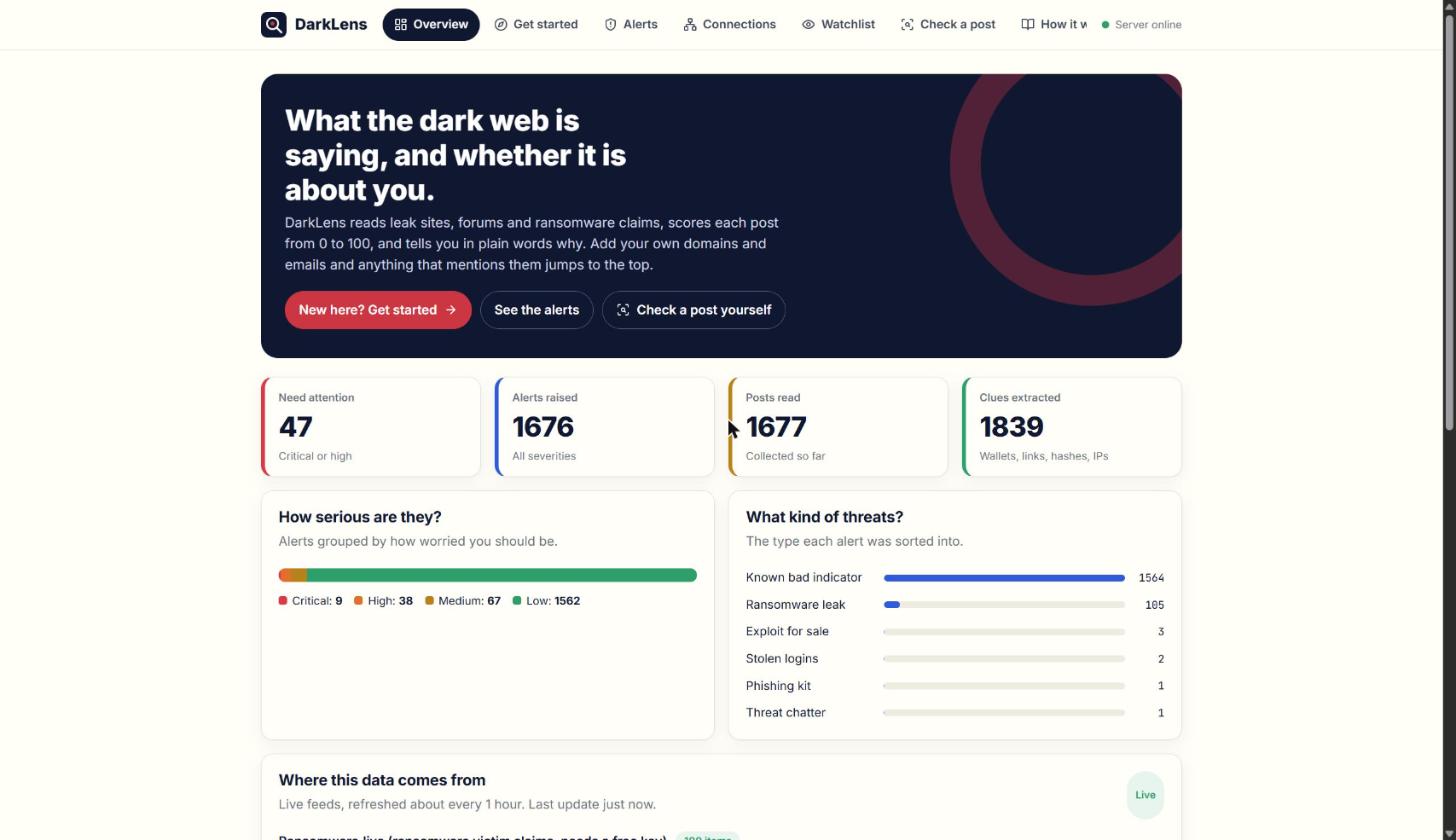 DarkLens
Overview
Get started
Alerts
Connections
Watchlist
Check a post
How it w
Server online
What the dark web is
saying, and whether it is
about you.
DarkLens reads leak sites, forums and ransomware claims, scores each post
from 0 to 100, and tells you in plain words why. Add your own domains and
emails and anything that mentions them jumps to the top.
New here? Get started →
See the alerts
Check a post yourself
Need attention
47
Critical or high
Alerts raised
1676
All severities
Posts read
1677
Collected so far
Clues extracted
1839
Wallets, links, hashes, IPs
How serious are they?
Alerts grouped by how worried you should be.
Critical: 9
High: 38
Medium: 67
Low: 1562
What kind of threats?
The type each alert was sorted into.
Known bad indicator 1564
Ransomware leak 105
Exploit for sale 3
Stolen logins 2
Phishing kit 1
Threat chatter 1
Where this data comes from
Live feeds, refreshed about every 1 hour. Last update just now.
Live